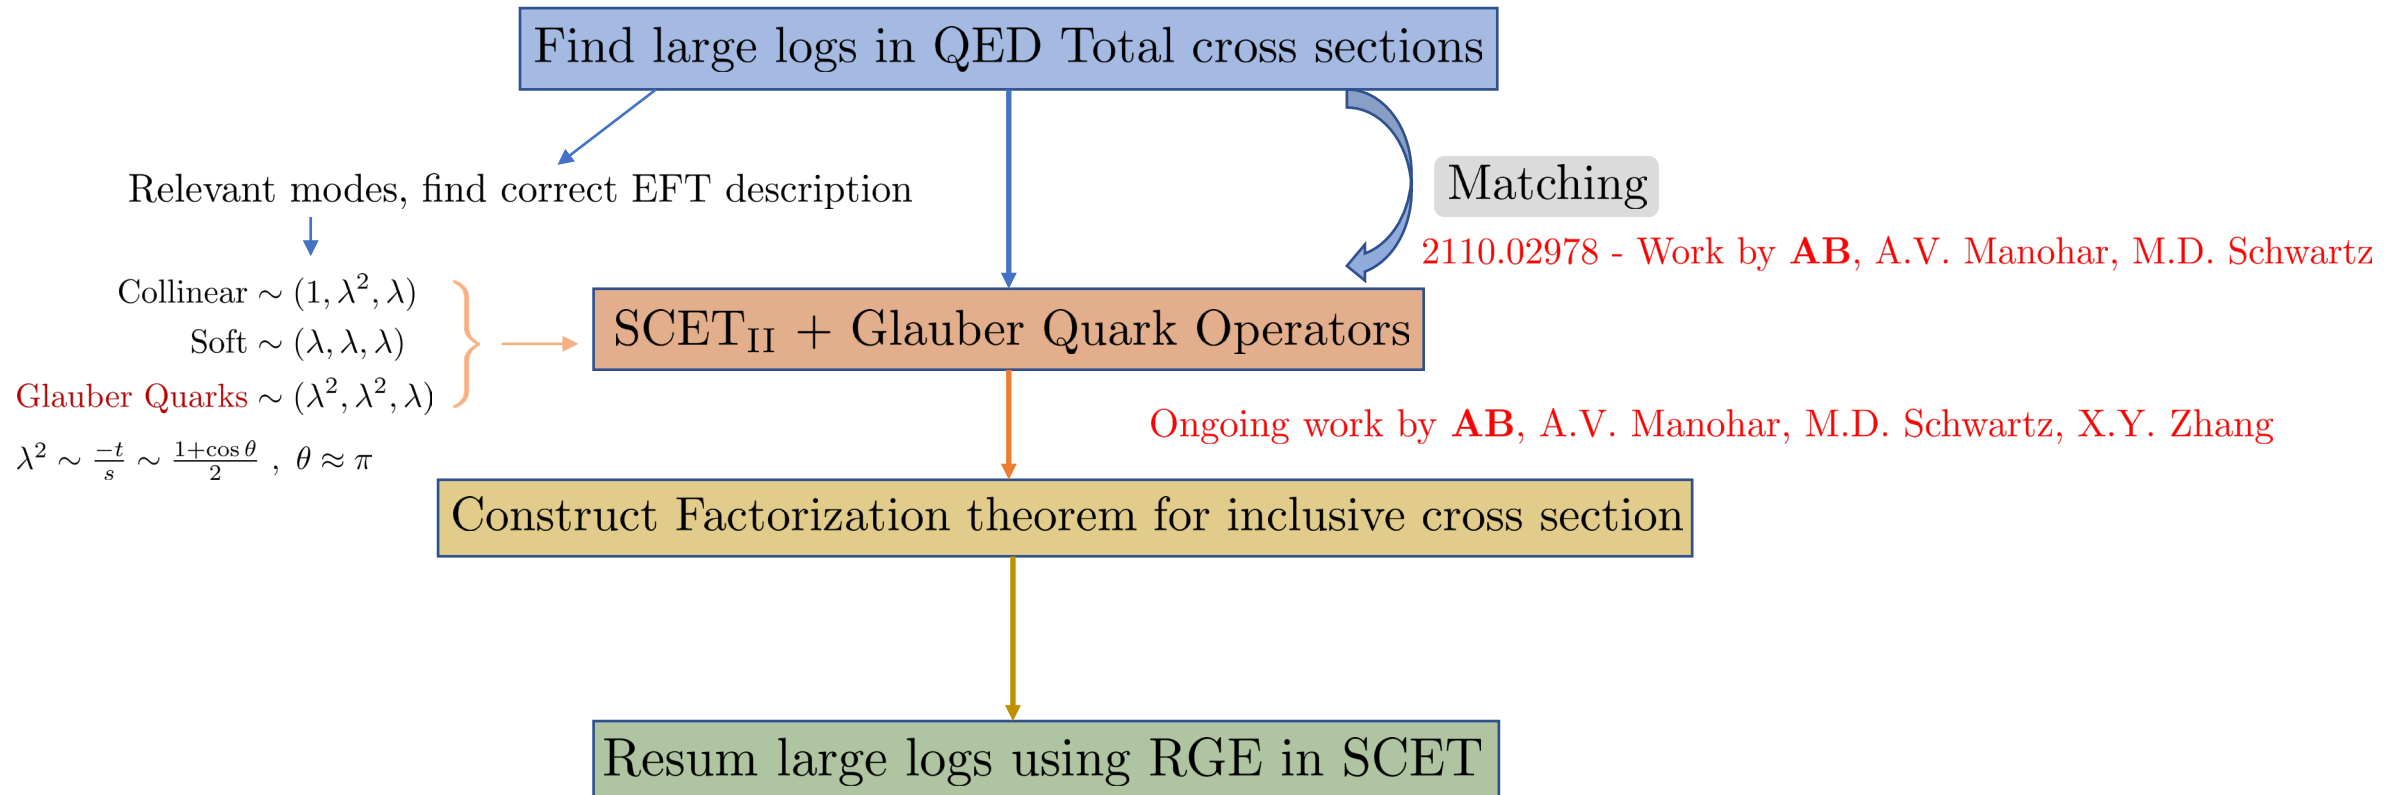 Find large logs in QED Total cross sections
Relevant modes, find correct EFT description
Matching
2110.02978 - Work by AB, A.V. Manohar, M.D. Schwartz
Collinear ∼ (1, λ², λ)
Soft ∼ (λ, λ, λ)
Glauber Quarks ∼ (λ², λ², λ)
λ² ∼ −t/s ∼ (1+cos θ)/2 , θ ≈ π
SCET_II + Glauber Quark Operators
Ongoing work by AB, A.V. Manohar, M.D. Schwartz, X.Y. Zhang
Construct Factorization theorem for inclusive cross section
Resum large logs using RGE in SCET